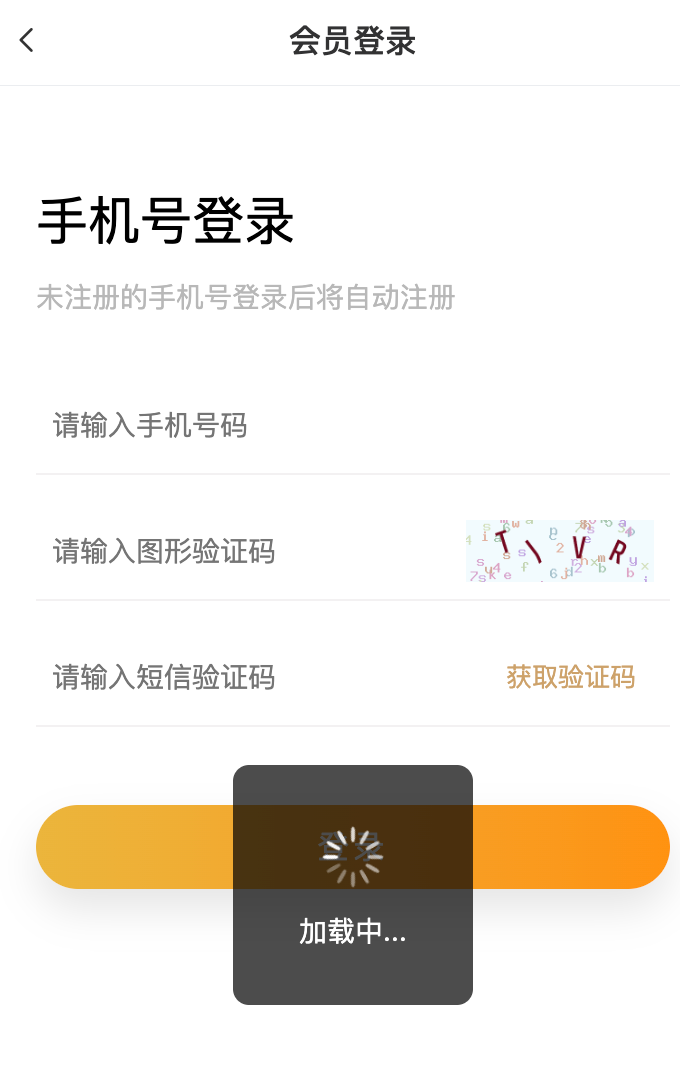 会员登录
手机号登录
未注册的手机号登录后将自动注册
请输入手机号码
请输入图形验证码
请输入短信验证码
获取验证码
登录
加载中...